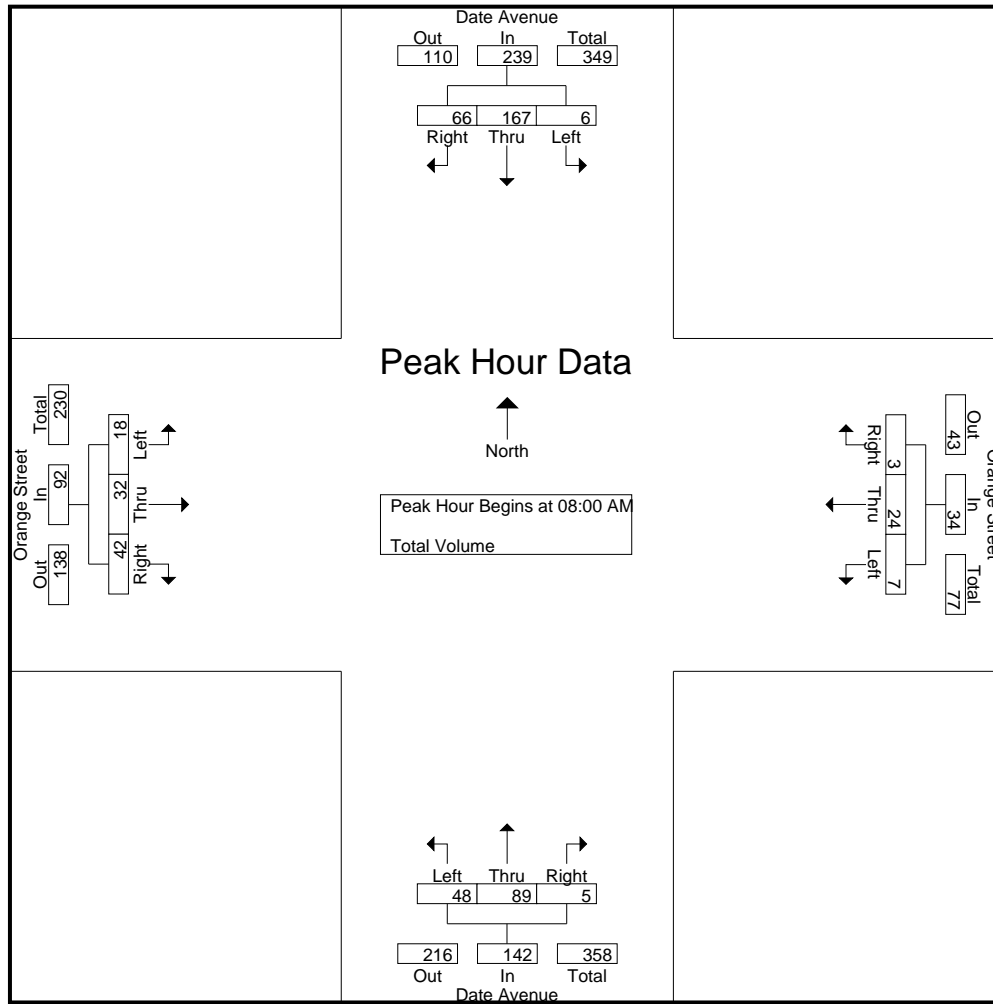 Date Avenue
Out In Total
110 239 349
66 167 6
Right Thru Left
Peak Hour Data
North
Peak Hour Begins at 08:00 AM
Total Volume
Orange Street
Total In Out
230 92 138
18 32 42
Left Thru Right
Orange Street
Out In Total
43 34 77
3 24 7
Right Thru Left
Left Thru Right
48 89 5
216 142 358
Out In Total
Date Avenue